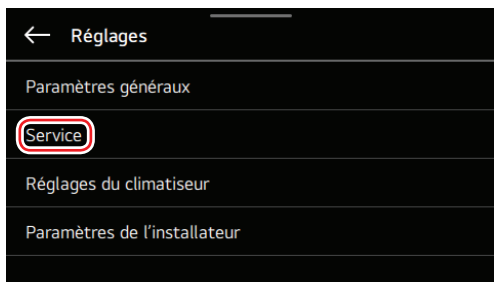 Réglages
Paramètres généraux
Service
Réglages du climatiseur
Paramètres de l'installateur